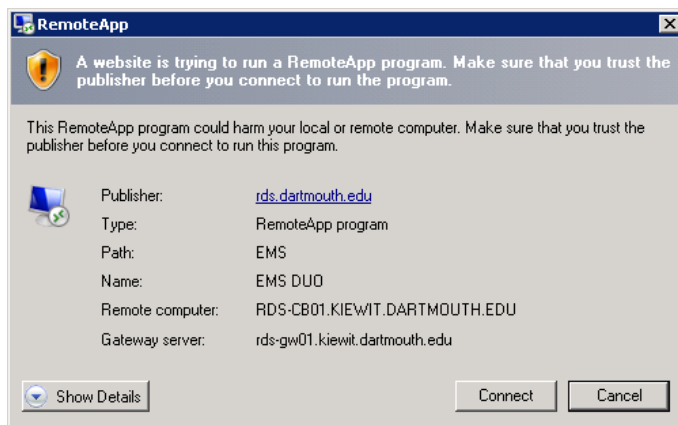 RemoteApp
A website is trying to run a RemoteApp program. Make sure that you trust the
publisher before you connect to run the program.
This RemoteApp program could harm your local or remote computer. Make sure that you trust the
publisher before you connect to run this program.
Publisher: rds.dartmouth.edu
Type: RemoteApp program
Path: EMS
Name: EMS DUO
Remote computer: RDS-CB01.KIEWIT.DARTMOUTH.EDU
Gateway server: rds-gw01.kiewit.dartmouth.edu
Show Details Connect Cancel